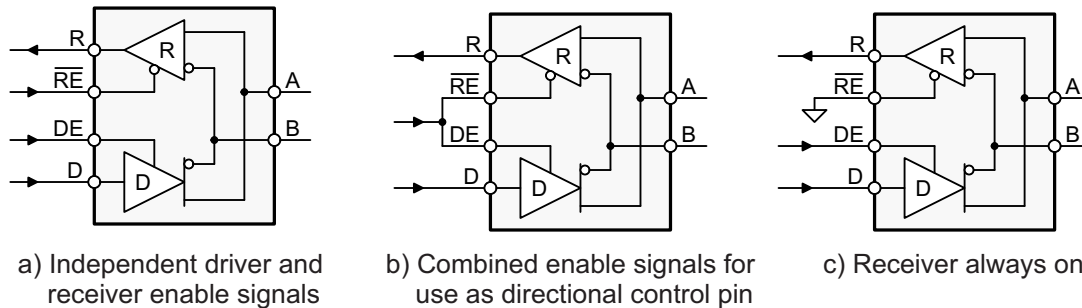 R
R
RE
A
DE
B
D
D
a) Independent driver and
receiver enable signals
R
R
RE
A
DE
B
D
D
b) Combined enable signals for
use as directional control pin
R
R
RE
A
DE
B
D
D
c) Receiver always on